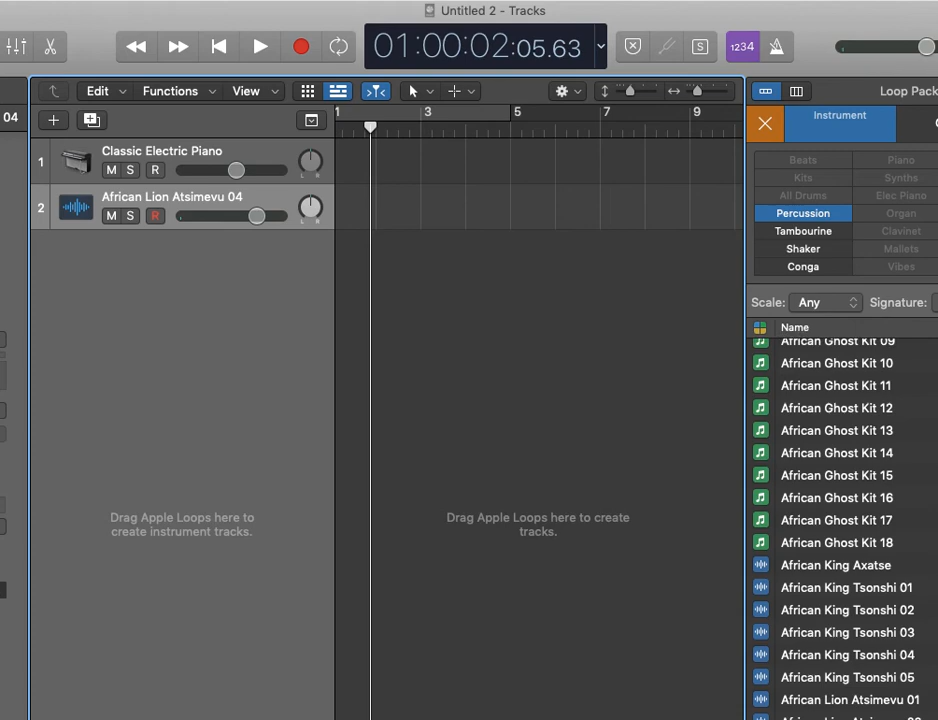 Untitled 2 - Tracks
01:00:02:05.63
S
1234
04
Edit
Functions
View
Loop Pack
1
3
5
7
9
Instrument
1
Classic Electric Piano
M
S
R
L
R
2
African Lion Atsimevu 04
M
S
R
L
R
Beats
Piano
Kits
Synths
All Drums
Elec Piano
Percussion
Organ
Tambourine
Clavinet
Shaker
Mallets
Conga
Vibes
Scale:
Any
Signature:
Name
African Ghost Kit 09
African Ghost Kit 10
African Ghost Kit 11
African Ghost Kit 12
African Ghost Kit 13
African Ghost Kit 14
African Ghost Kit 15
African Ghost Kit 16
African Ghost Kit 17
African Ghost Kit 18
African King Axatse
African King Tsonshi 01
African King Tsonshi 02
African King Tsonshi 03
African King Tsonshi 04
African King Tsonshi 05
African Lion Atsimevu 01
Drag Apple Loops here to
create instrument tracks.
Drag Apple Loops here to create
tracks.